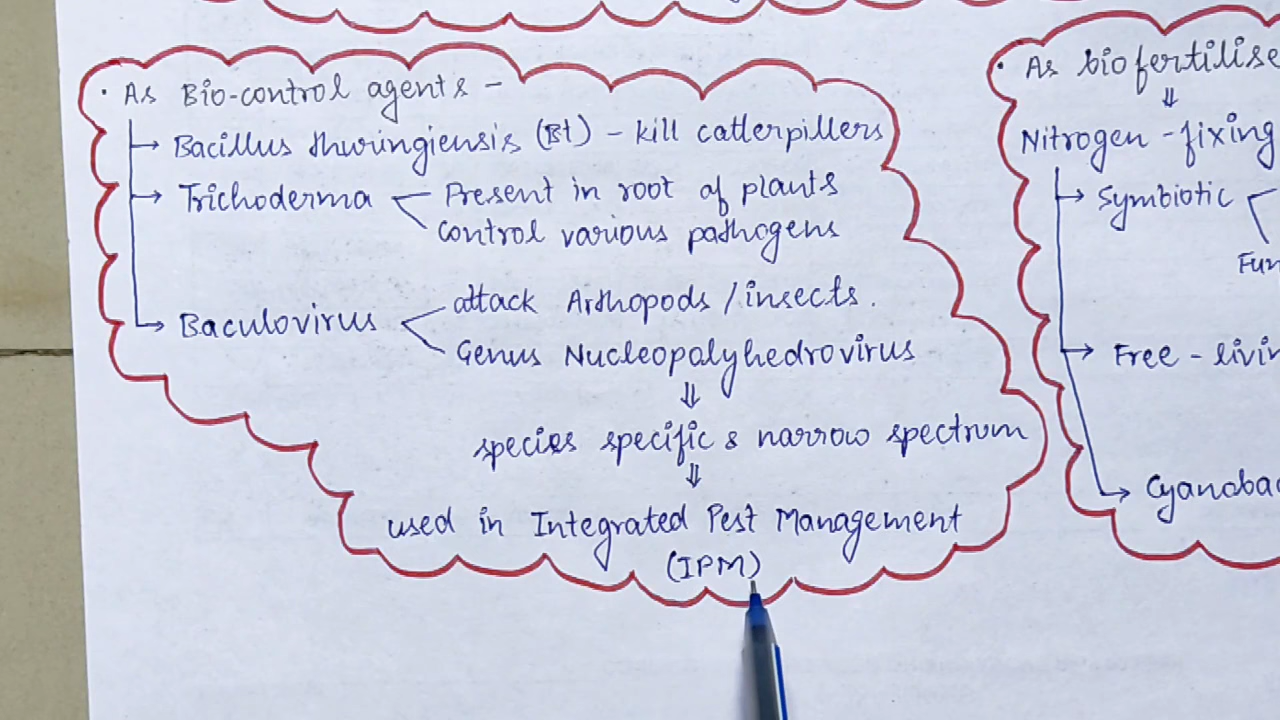 · As Bio-control agents -
→ Bacillus thuringiensis (Bt) - kill catterpillers
→ Trichoderma
Present in root of plants
control various pathogens
→ Baculovirus
attack Arthopods / insects.
Genus Nucleopalyhedrovirus
⇓
species specific & narrow spectrum
⇓
used in Integrated Pest Management
(IPM)
· As biofertilise
⇓
Nitrogen - fixing
→ Symbiotic
Fun
→ Free - livin
→ Cyanobac